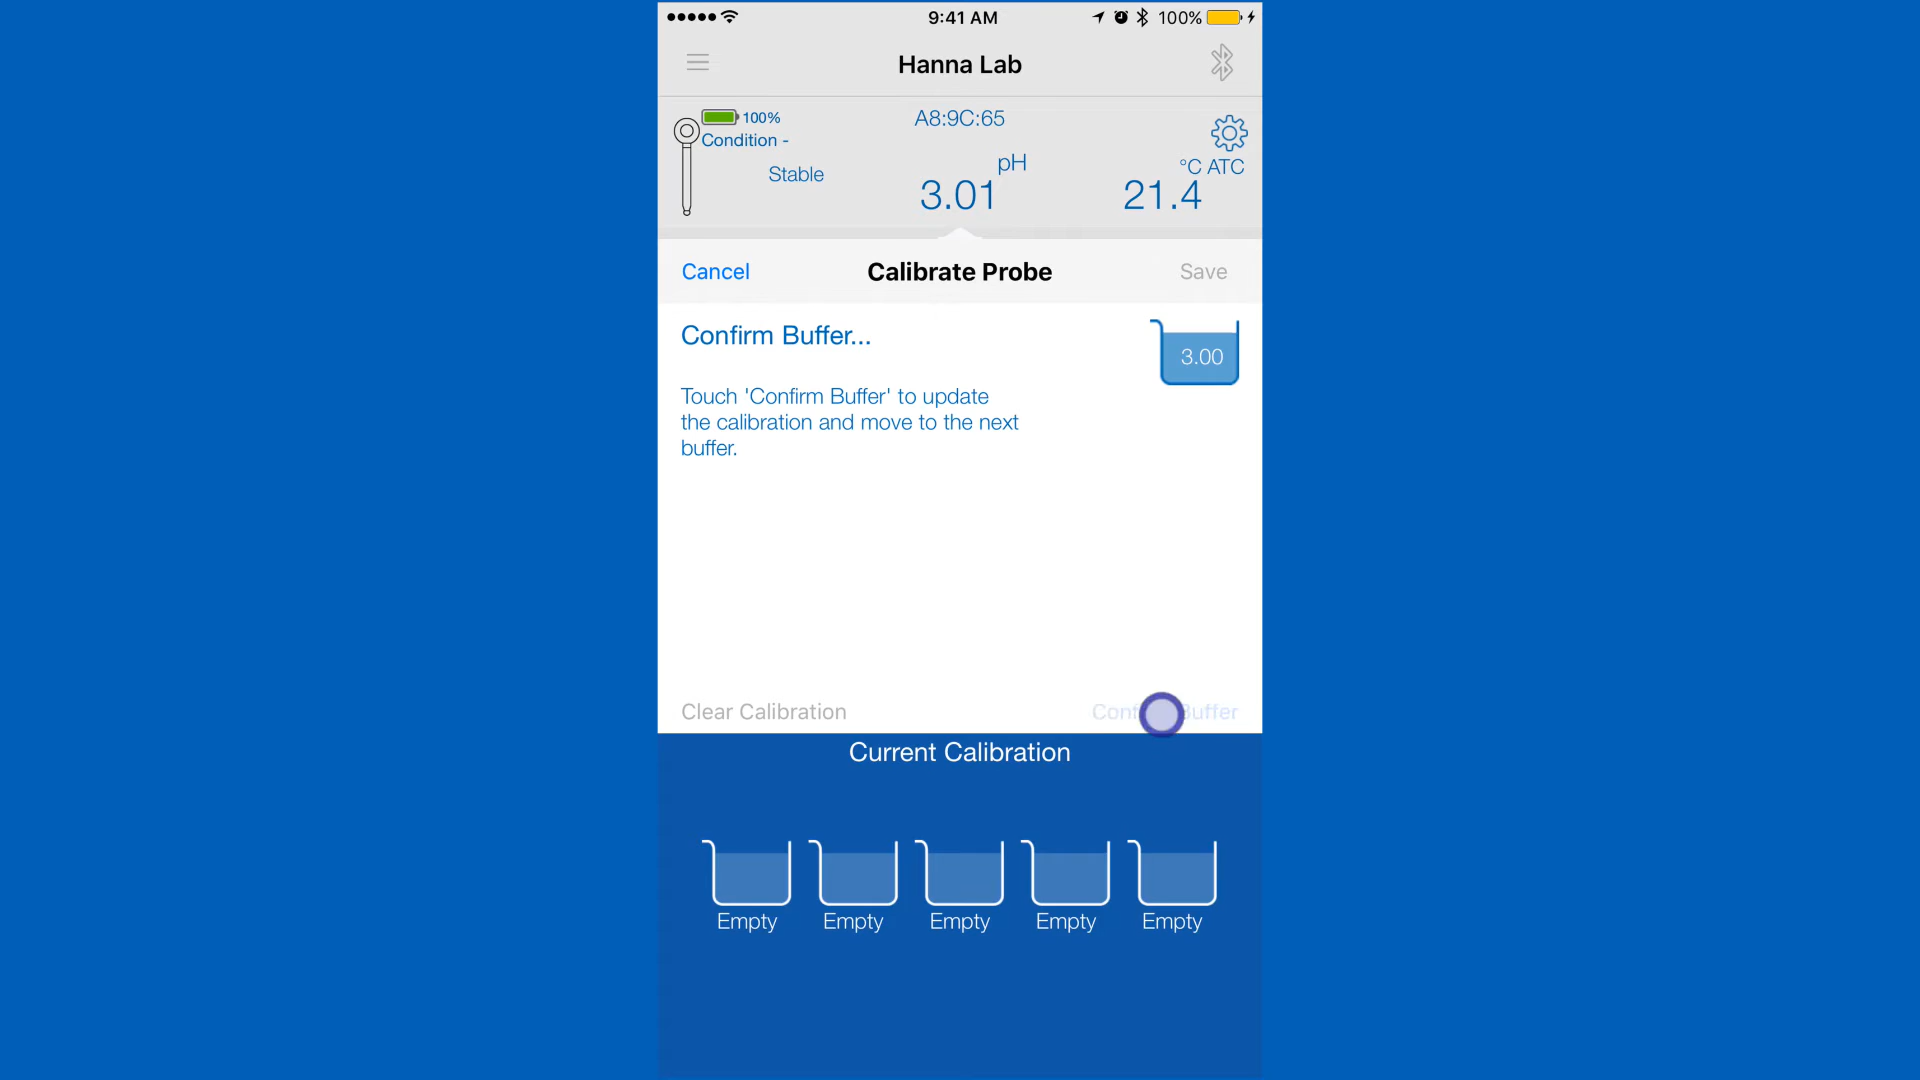 9:41 AM
100%
Hanna Lab
100%
A8:9C:65
Condition -
pH
°C ATC
Stable
3.01
21.4
Cancel
Calibrate Probe
Save
Confirm Buffer...
3.00
Touch 'Confirm Buffer' to update
the calibration and move to the next
buffer.
Clear Calibration
Current Calibration
Empty
Empty
Empty
Empty
Empty